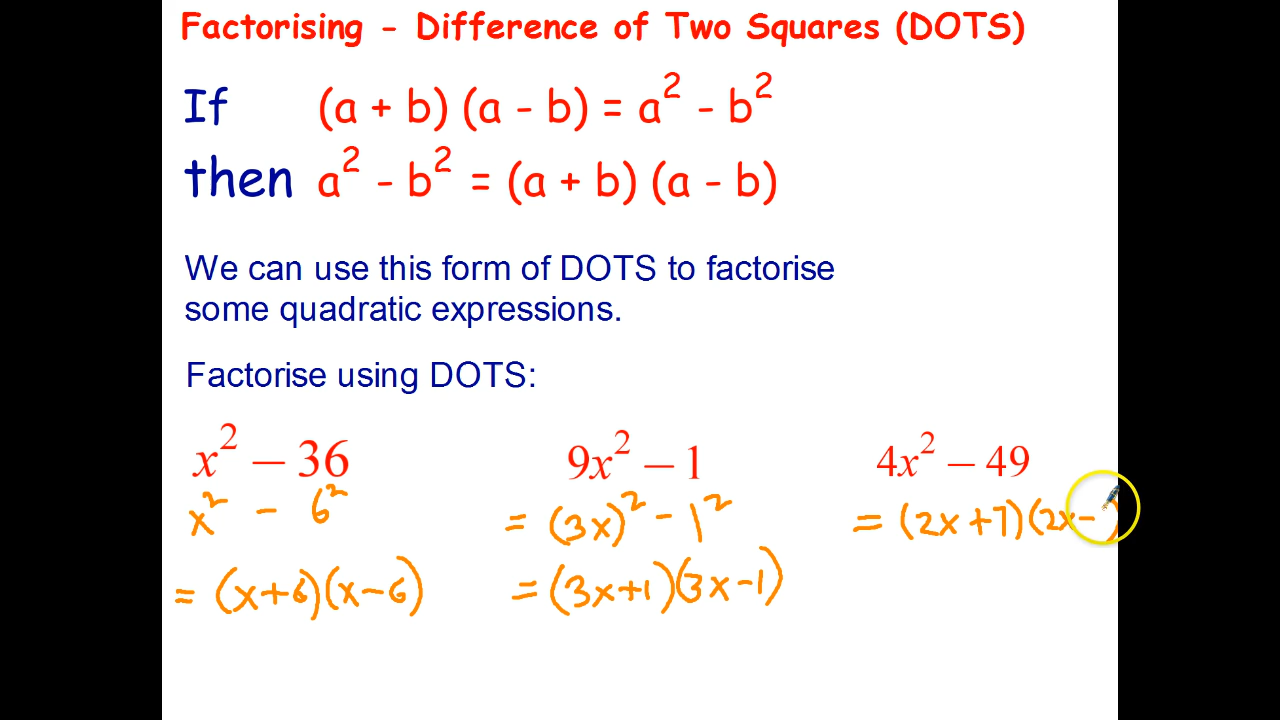 Factorising - Difference of Two Squares (DOTS)
If (a + b) (a - b) = a² - b²
then a² - b² = (a + b) (a - b)
We can use this form of DOTS to factorise
some quadratic expressions.
Factorise using DOTS:
x² − 36 9x² − 1 4x² − 49
x² − 6² = (3x)² − 1² = (2x+7)(2x−
= (x+6)(x−6) = (3x+1)(3x−1)